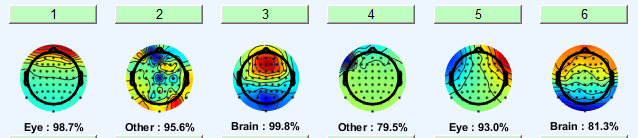 1 2 3 4 5 6
Eye : 98.7% Other : 95.6% Brain : 99.8% Other : 79.5% Eye : 93.0% Brain : 81.3%